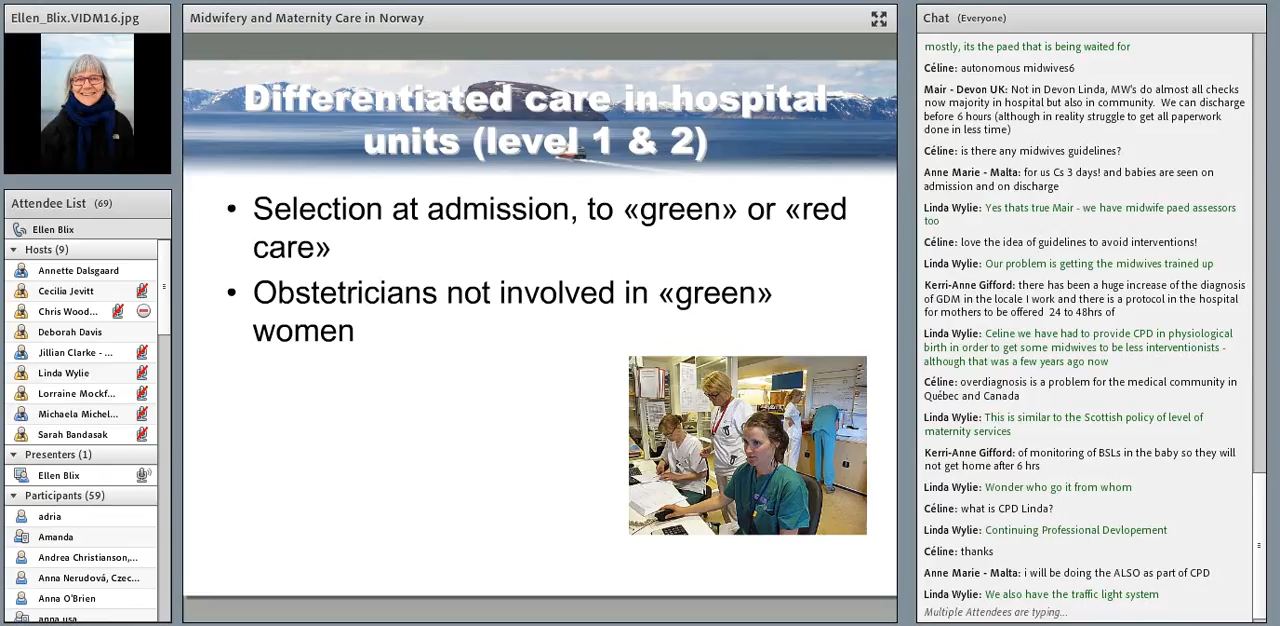 Ellen_Blix.VIDM16.jpg
Attendee List (69)
Ellen Blix
Hosts (9)
Annette Dalsgaard
Cecilia Jevitt
Chris Wood...
Deborah Davis
Jillian Clarke - ...
Linda Wylie
Lorraine Mockf...
Michaela Michel...
Sarah Bandasak
Presenters (1)
Ellen Blix
Participants (59)
adria
Amanda
Andrea Christianson,...
Anna Nerudová, Czec...
Anna O'Brien
anna usa
Midwifery and Maternity Care in Norway
Differentiated care in hospital
units (level 1 & 2)
• Selection at admission, to «green» or «red
care»
• Obstetricians not involved in «green»
women
Chat (Everyone)
mostly, its the paed that is being waited for
Céline: autonomous midwives6
Mair - Devon UK: Not in Devon Linda, MW's do almost all checks
now majority in hospital but also in community. We can discharge
before 6 hours (although in reality struggle to get all paperwork
done in less time)
Céline: is there any midwives guidelines?
Anne Marie - Malta: for us Cs 3 days! and babies are seen on
admission and on discharge
Linda Wylie: Yes thats true Mair - we have midwife paed assessors
too
Céline: love the idea of guidelines to avoid interventions!
Linda Wylie: Our problem is getting the midwives trained up
Kerri-Anne Gifford: there has been a huge increase of the diagnosis
of GDM in the locale I work and there is a protocol in the hospital
for mothers to be offered 24 to 48hrs of
Linda Wylie: Celine we have had to provide CPD in physiological
birth in order to get some midwives to be less interventionists -
although that was a few years ago now
Céline: overdiagnosis is a problem for the medical community in
Québec and Canada
Linda Wylie: This is similar to the Scottish policy of level of
maternity services
Kerri-Anne Gifford: of monitoring of BSLs in the baby so they will
not get home after 6 hrs
Linda Wylie: Wonder who go it from whom
Céline: what is CPD Linda?
Linda Wylie: Continuing Professional Devlopement
Céline: thanks
Anne Marie - Malta: i will be doing the ALSO as part of CPD
Linda Wylie: We also have the traffic light system
Multiple Attendees are typing...